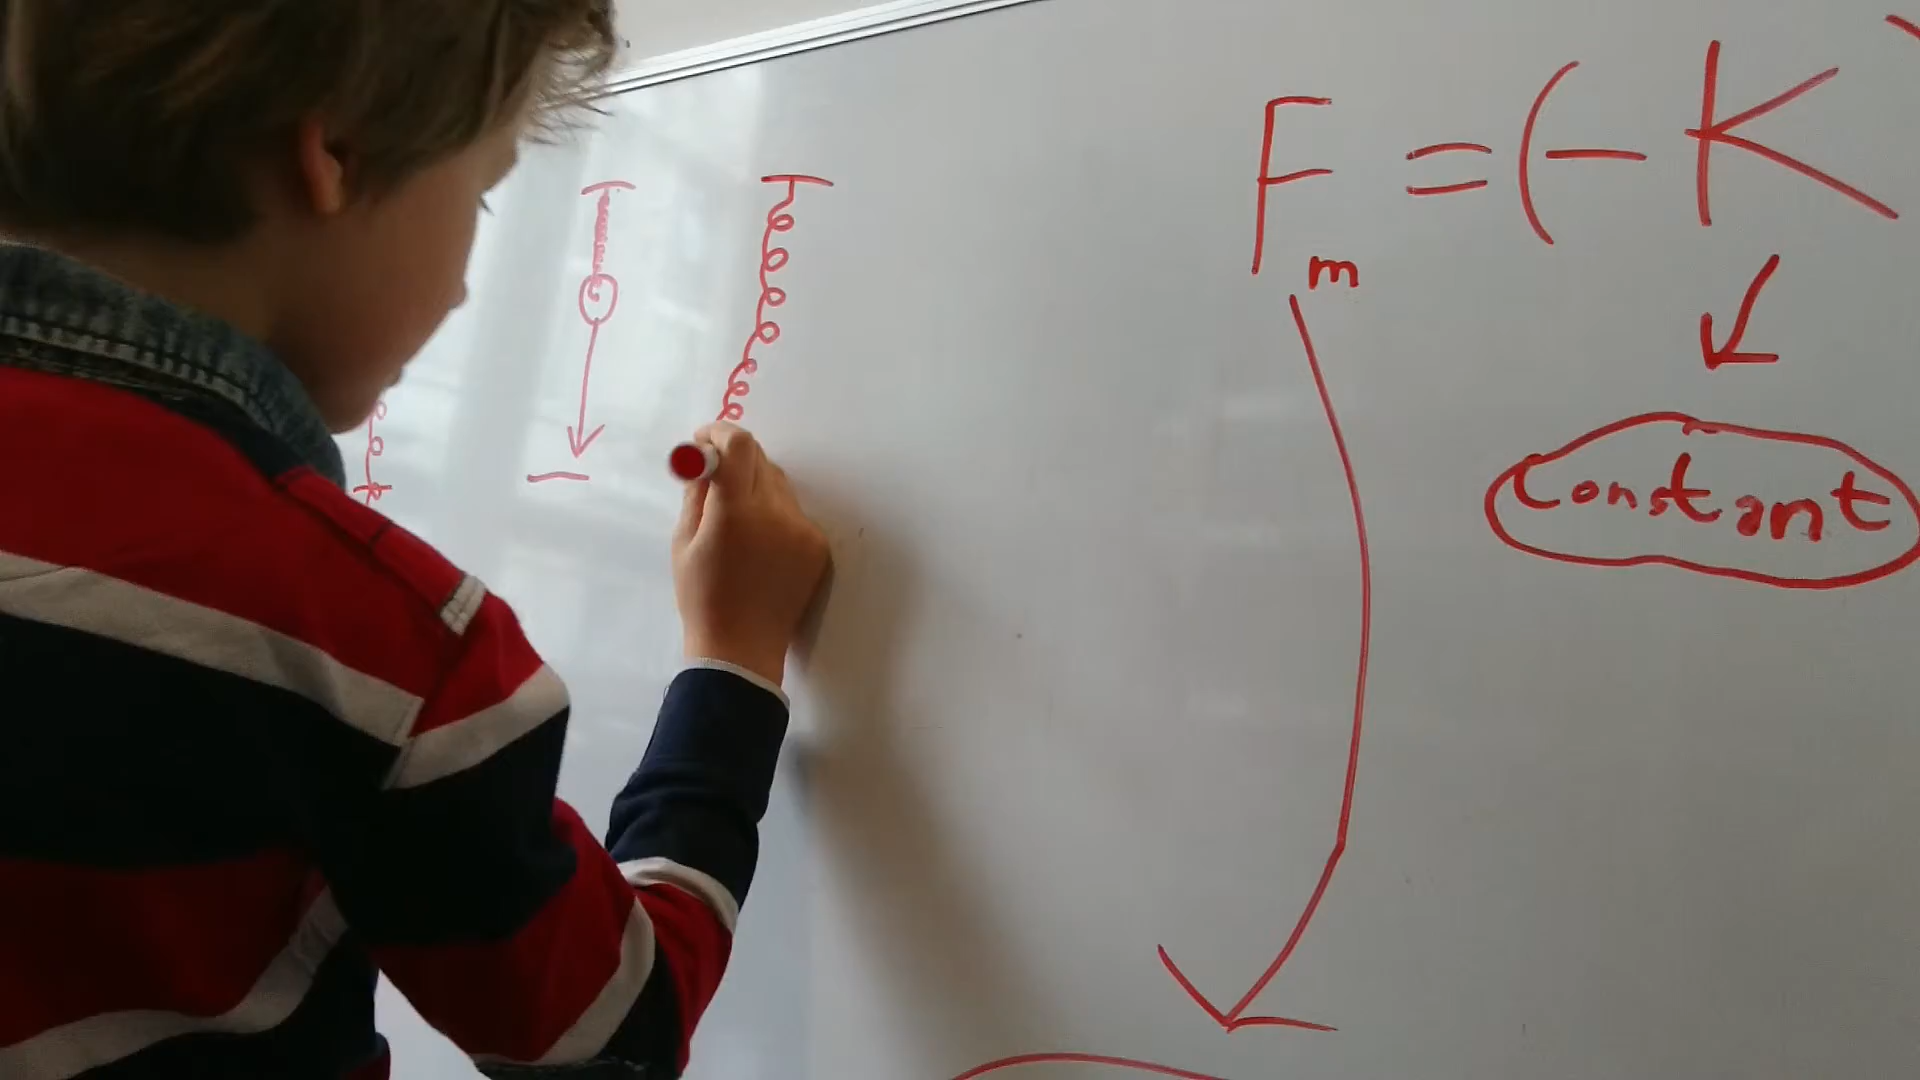 F = (- K
m
constant